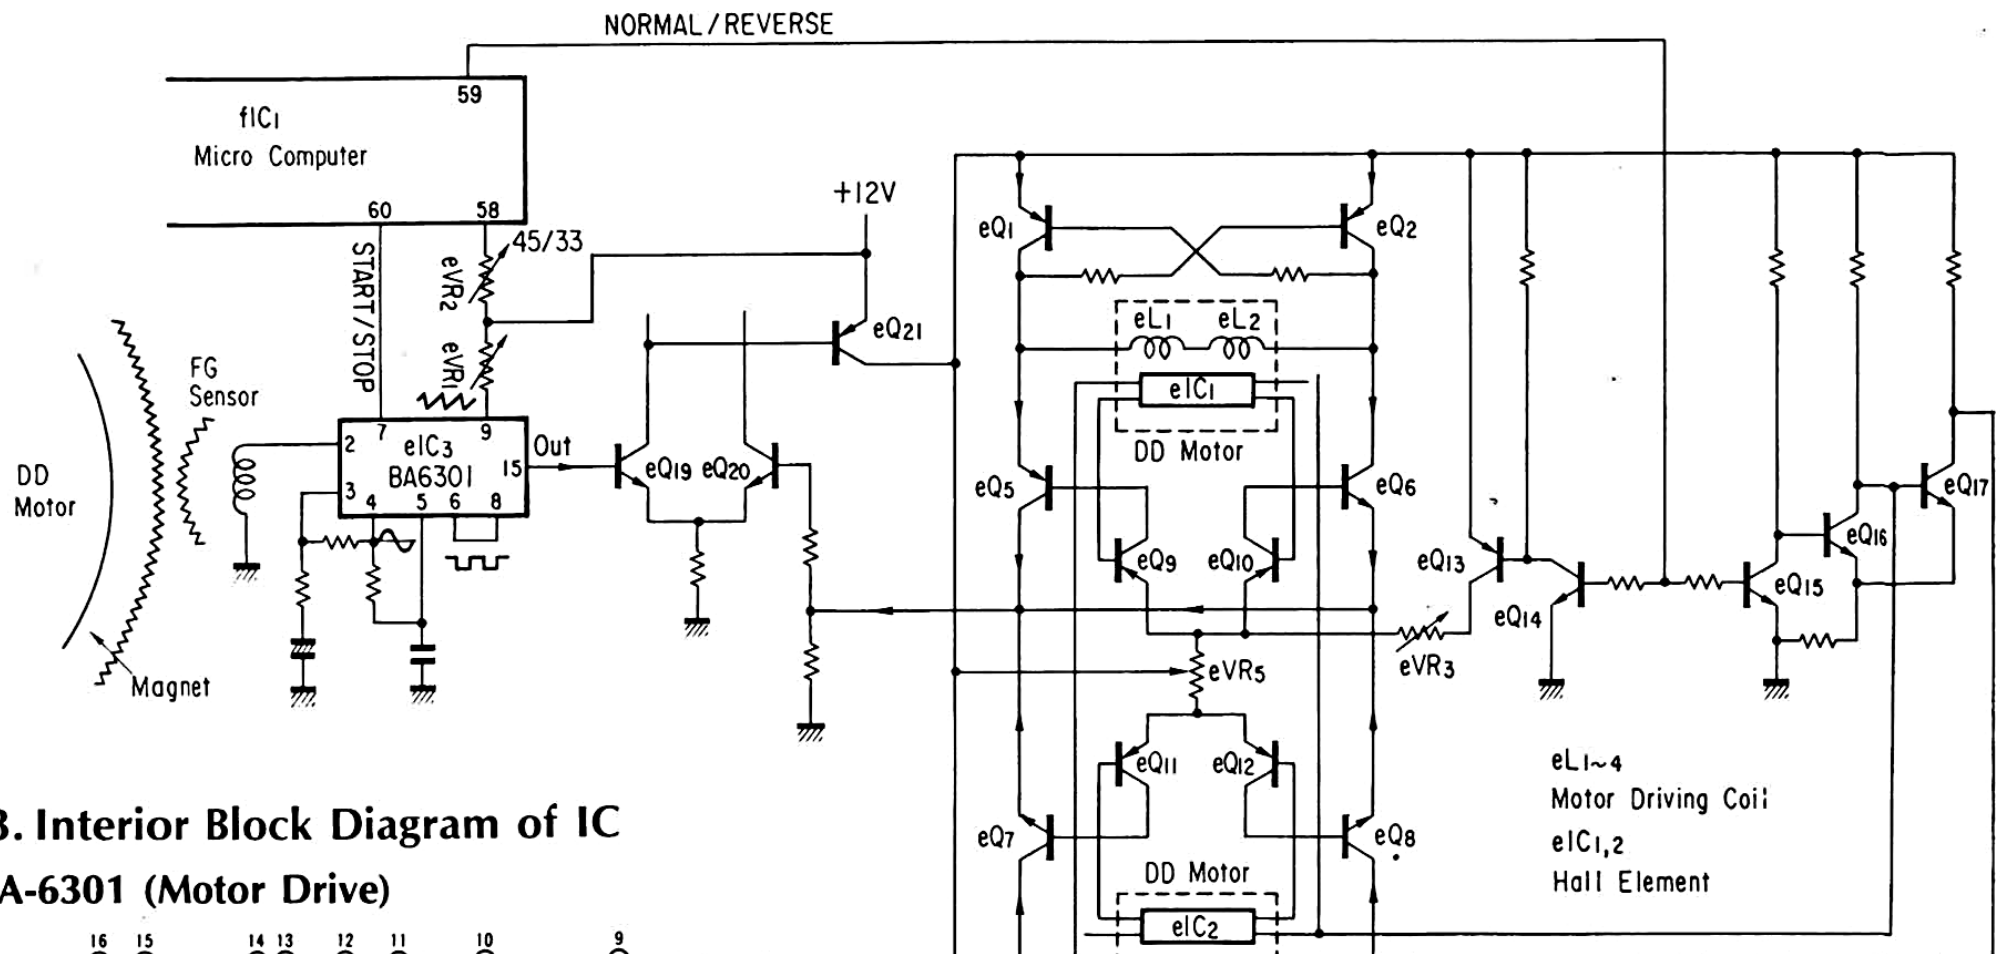 NORMAL/REVERSE
59
fIC1
Micro Computer
60
58
+12V
45/33
START/STOP
eVR2
eVR1
eQ1
eQ2
eQ21
eL1
eL2
eIC1
DD Motor
FG
Sensor
DD
Motor
Magnet
7
9
2
eIC3
BA6301
15
Out
3
4
5
6
8
eQ19
eQ20
eQ5
eQ6
eQ9
eQ10
eQ13
eQ14
eQ15
eQ16
eQ17
eVR3
eVR5
eQ11
eQ12
eQ7
eQ8
DD Motor
eIC2
eL1~4
Motor Driving Coil
eIC1,2
Hall Element
3. Interior Block Diagram of IC
A-6301 (Motor Drive)
16 15 14 13 12 11 10 9